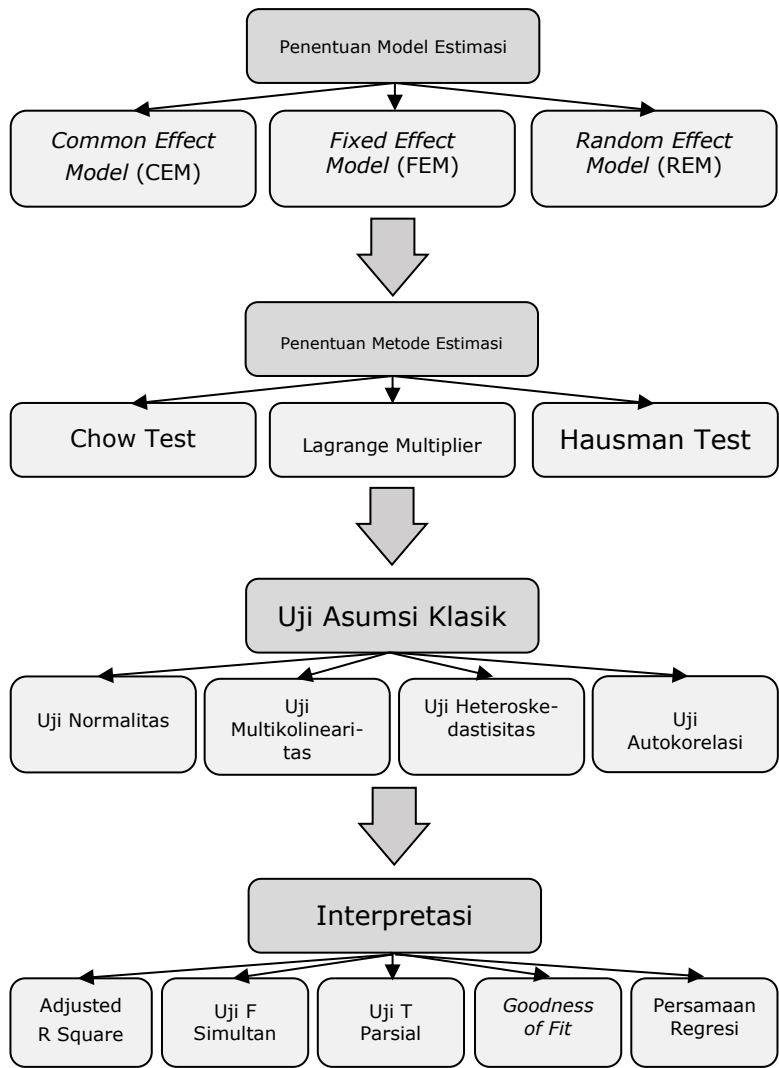 Penentuan Model Estimasi
Common Effect
Model (CEM)
Fixed Effect
Model (FEM)
Random Effect
Model (REM)
Penentuan Metode Estimasi
Chow Test
Lagrange Multiplier
Hausman Test
Uji Asumsi Klasik
Uji Normalitas
Uji
Multikolineari-
tas
Uji Heteroske-
dastisitas
Uji
Autokorelasi
Interpretasi
Adjusted
R Square
Uji F
Simultan
Uji T
Parsial
Goodness
of Fit
Persamaan
Regresi